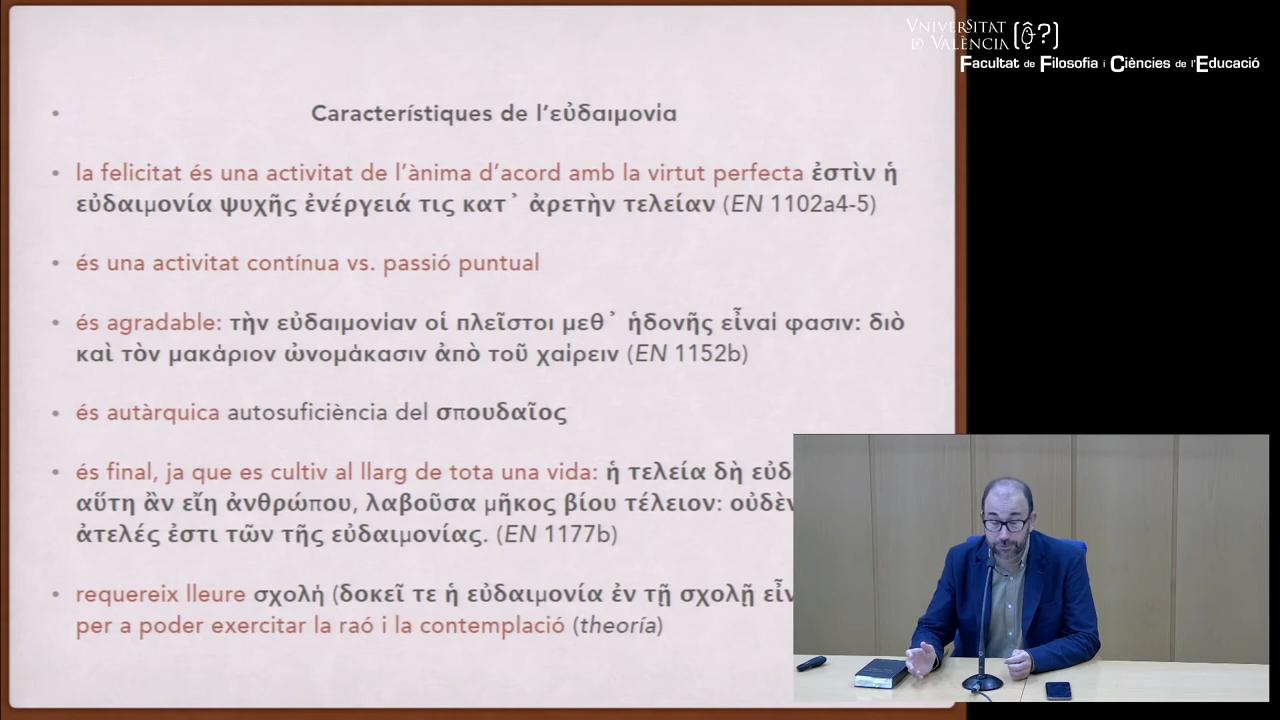 VNIVERSITAT
DE VALÈNCIA
Facultat de Filosofia i Ciències de l'Educació
Característiques de l'εὐδαιμονία
la felicitat és una activitat de l'ànima d'acord amb la virtut perfecta ἐστὶν ἡ
εὐδαιμονία ψυχῆς ἐνέργειά τις κατ᾽ ἀρετὴν τελείαν (EN 1102a4-5)
és una activitat contínua vs. passió puntual
és agradable: τὴν εὐδαιμονίαν οἱ πλεῖστοι μεθ᾽ ἡδονῆς εἶναί φασιν: διὸ
καὶ τὸν μακάριον ὠνομάκασιν ἀπὸ τοῦ χαίρειν (EN 1152b)
és autàrquica autosuficiència del σπουδαῖος
és final, ja que es cultiv al llarg de tota una vida: ἡ τελεία δὴ
αὕτη ἂν εἴη ἀνθρώπου, λαβοῦσα μῆκος βίου τέλειον: οὐδὲν
ἀτελές ἐστι τῶν τῆς εὐδαιμονίας. (EN 1177b)
requereix lleure σχολή (δοκεῖ τε ἡ εὐδαιμονία ἐν τῇ σχολῇ
per a poder exercitar la raó i la contemplació (theoría)